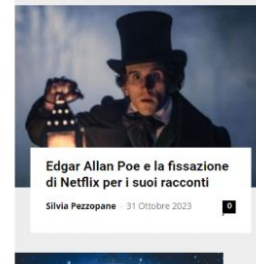 Edgar Allan Poe e la fissazione
di Netflix per i suoi racconti
Silvia Pezzopane - 31 Ottobre 2023 0